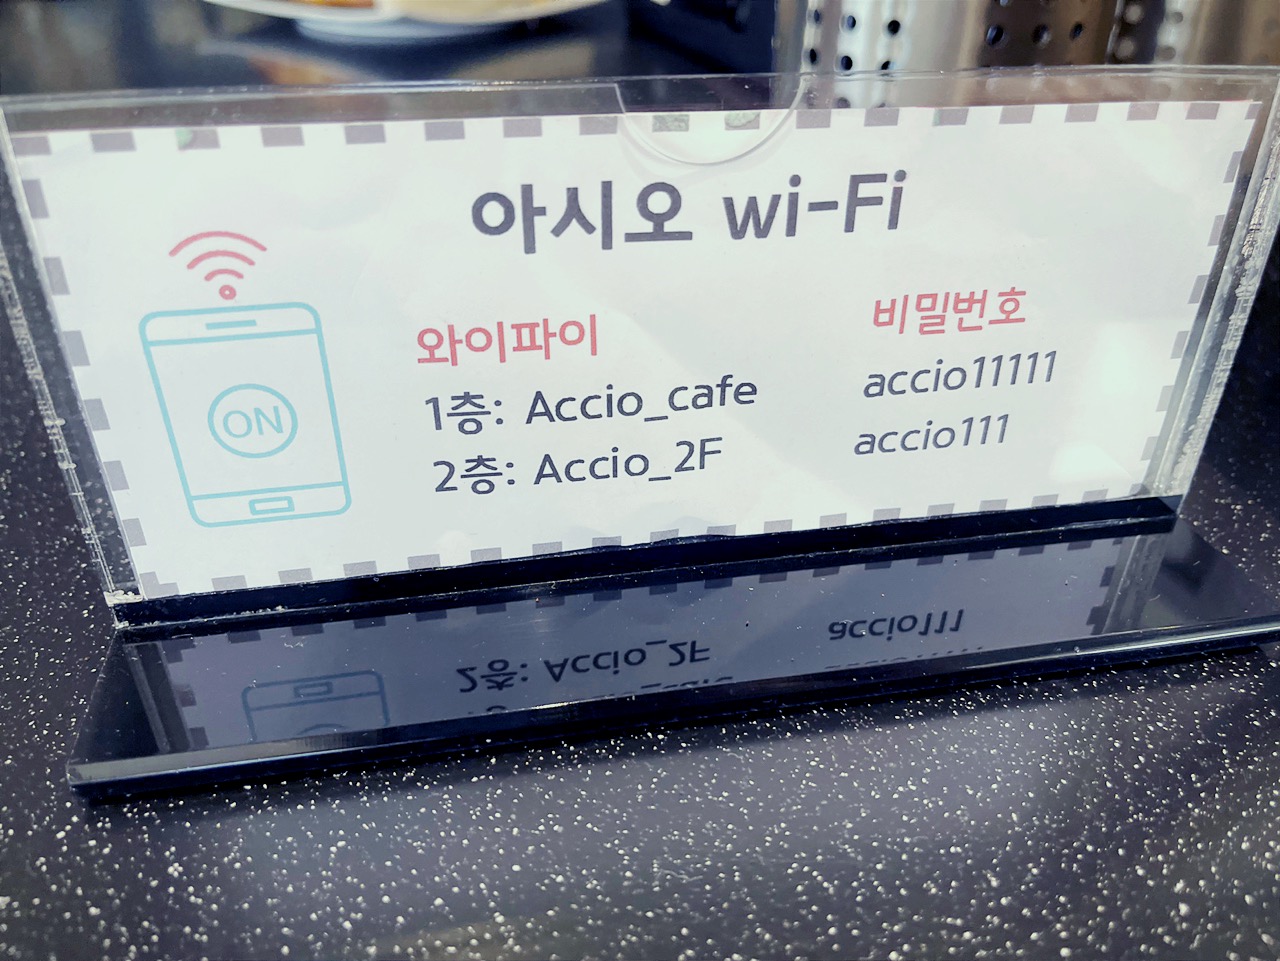 아시오 wi-Fi
와이파이 비밀번호
1층: Accio_cafe accio11111
2층: Accio_2F accio111
ON